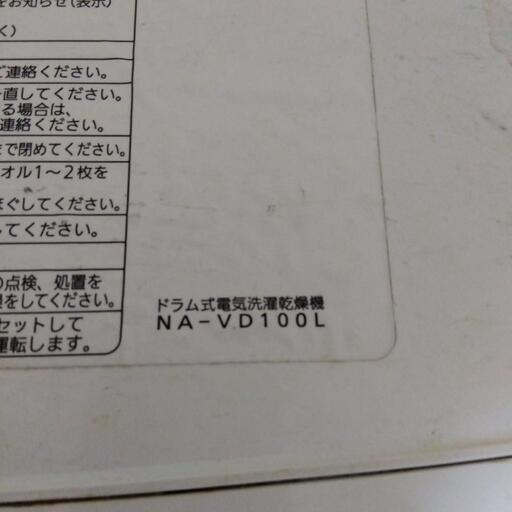 をお知らせ(表示)
く)
ご連絡ください。
直してください。
る場合は、
連絡ください。
まで閉めてください。
オル1～2枚を
ほぐしてください。
してください。
の点検、処置を
をしてください。
セットして
運転します。
ドラム式電気洗濯乾燥機
NA-VD100L